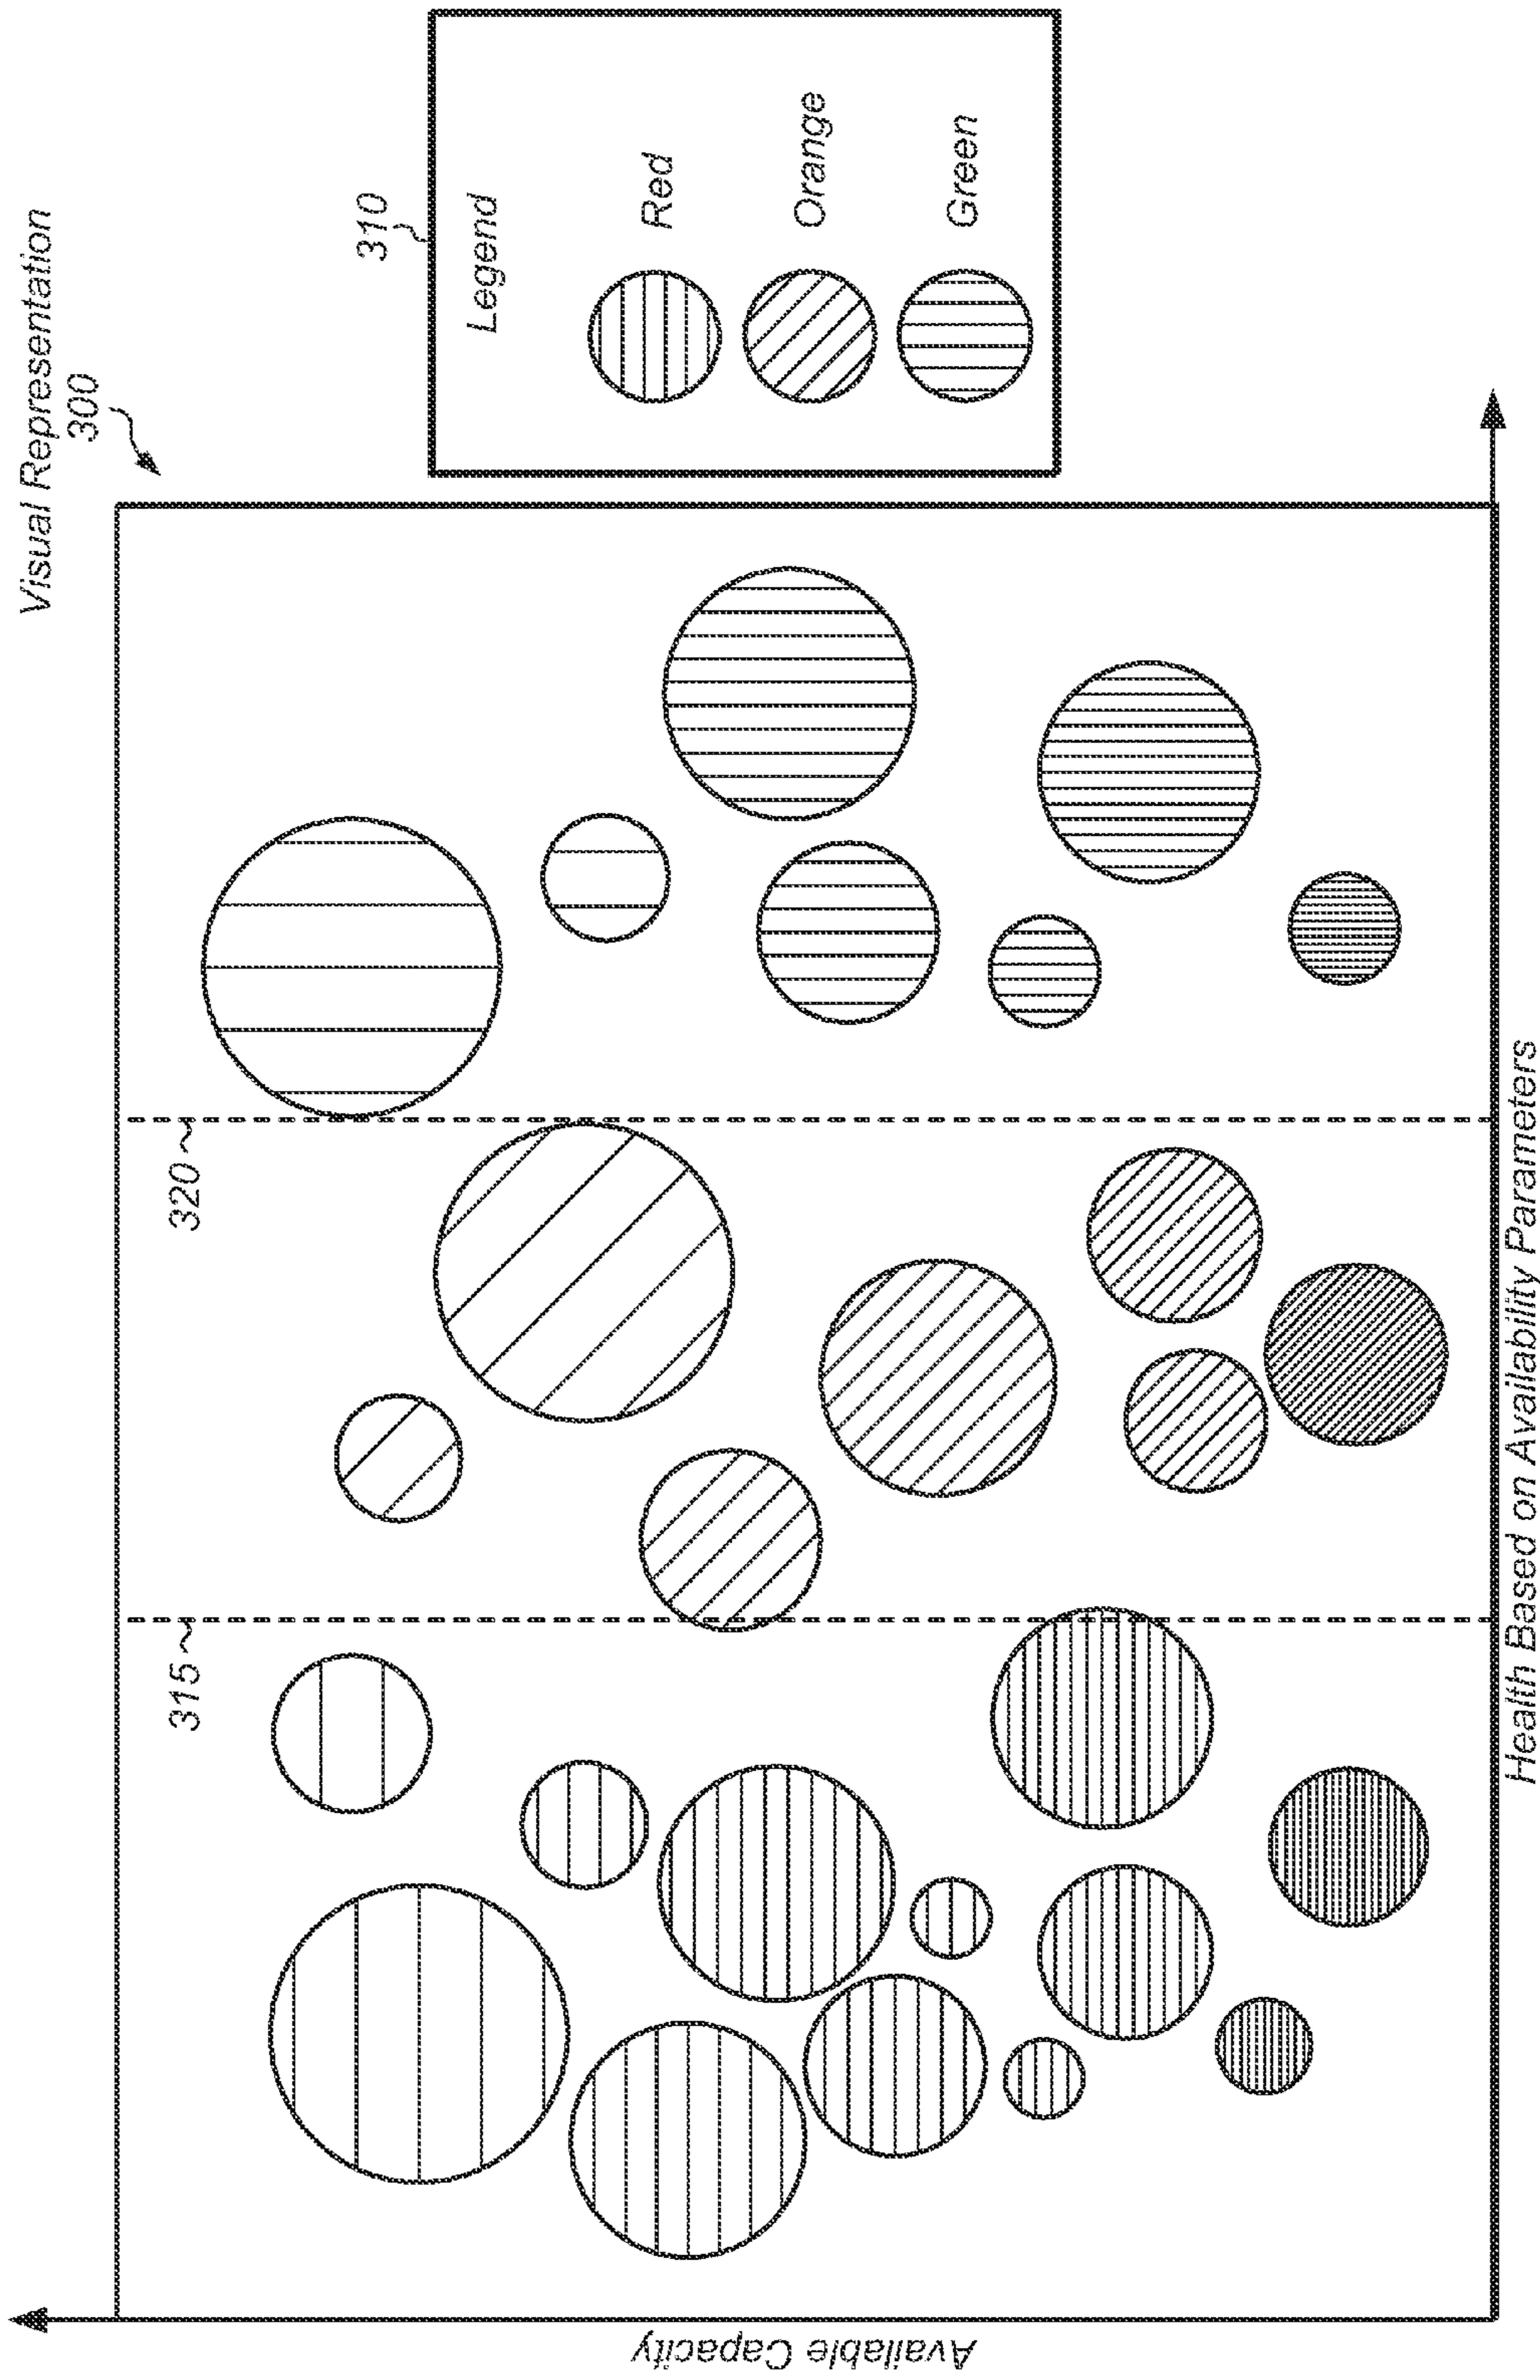 Visual Representation
300
310
Legend
Red
Orange
Green
315
320
Available Capacity
Health Based on Availability Parameters